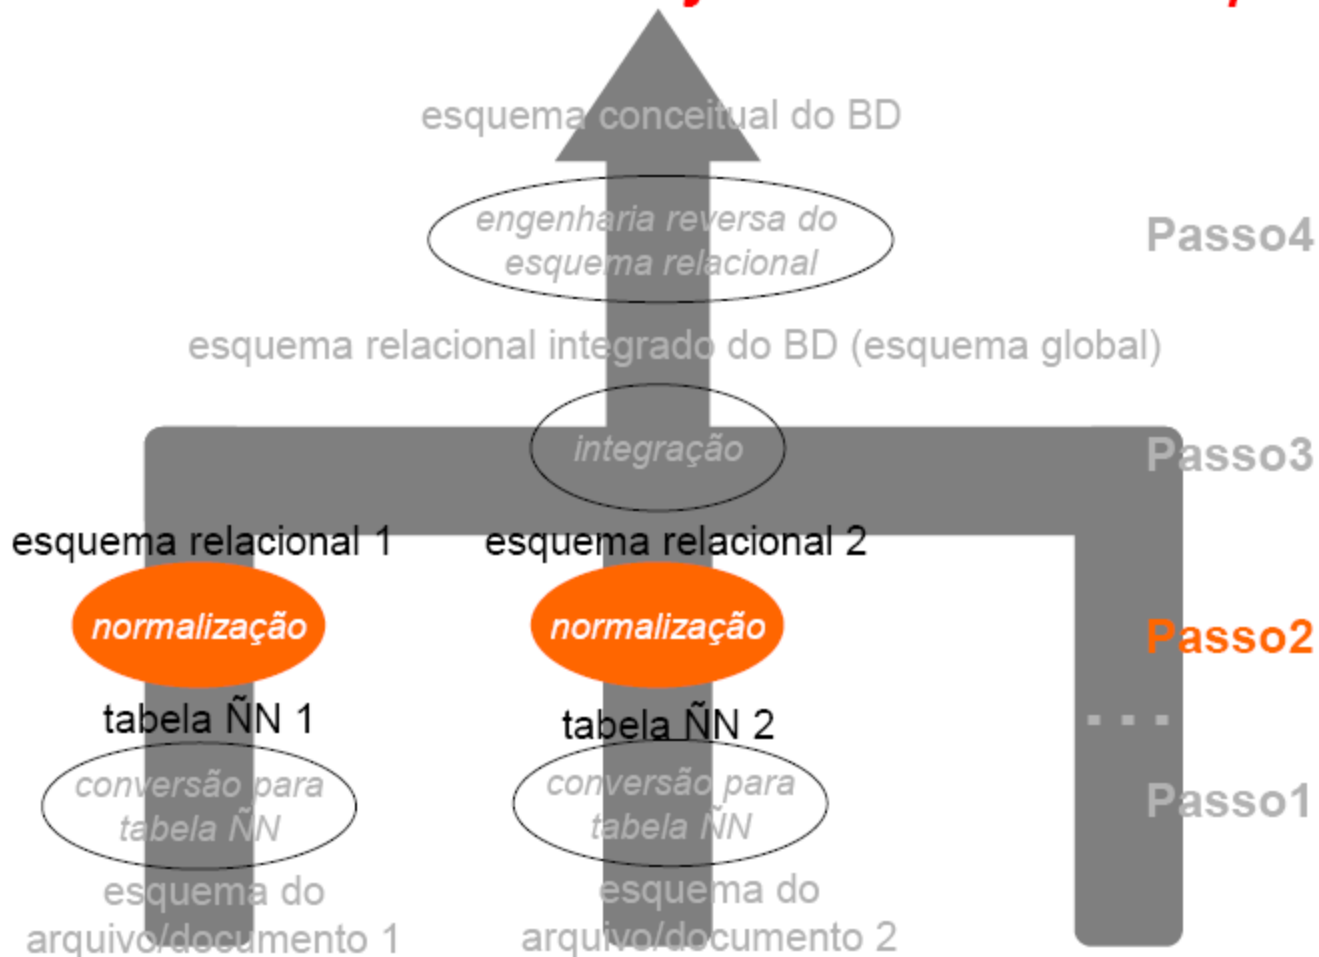 esquema conceitual do BD
engenharia reversa do
esquema relacional
Passo4
esquema relacional integrado do BD (esquema global)
integração
Passo3
esquema relacional 1
esquema relacional 2
normalização
normalização
Passo2
tabela ÑN 1
tabela ÑN 2
...
conversão para
tabela ÑN
conversão para
tabela ÑN
Passo1
esquema do
arquivo/documento 1
esquema do
arquivo/documento 2